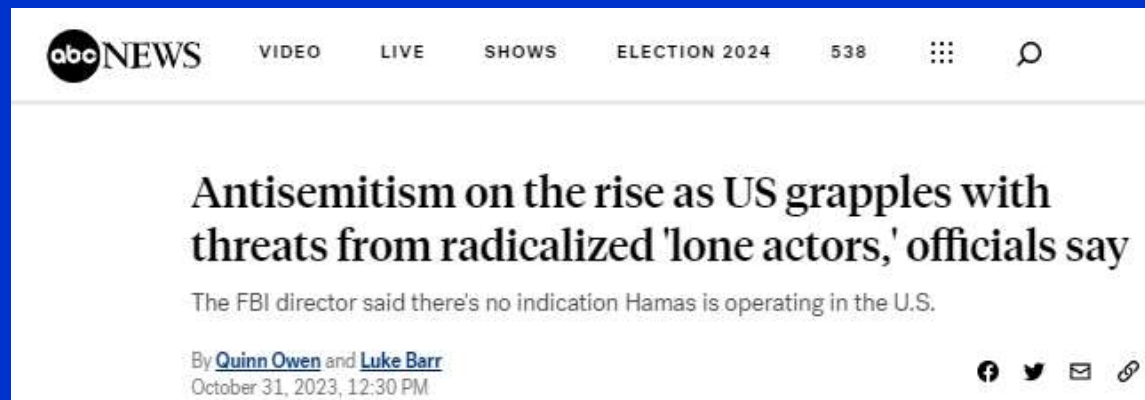 abc NEWS VIDEO LIVE SHOWS ELECTION 2024 538
Antisemitism on the rise as US grapples with
threats from radicalized 'lone actors,' officials say
The FBI director said there's no indication Hamas is operating in the U.S.
By Quinn Owen and Luke Barr
October 31, 2023, 12:30 PM